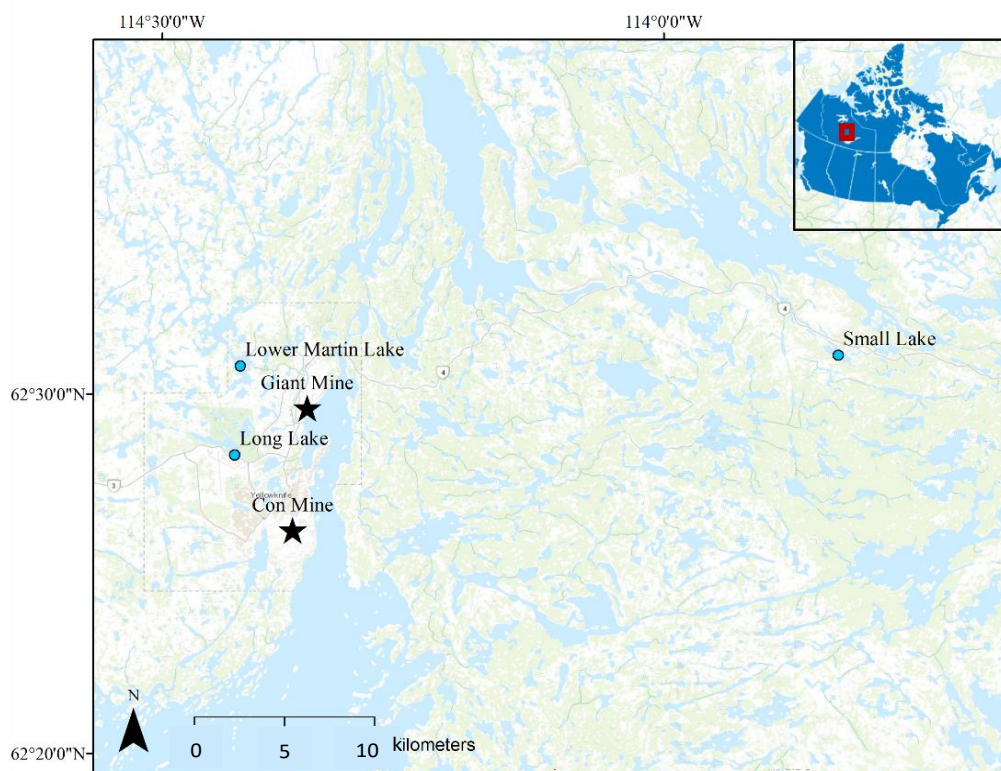 114°30'0"W
114°0'0"W
4
Small Lake
Lower Martin Lake
4
Giant Mine
62°30'0"N
Long Lake
3
Yellowknife
Con Mine
N
0 5 10 kilometers
62°20'0"N